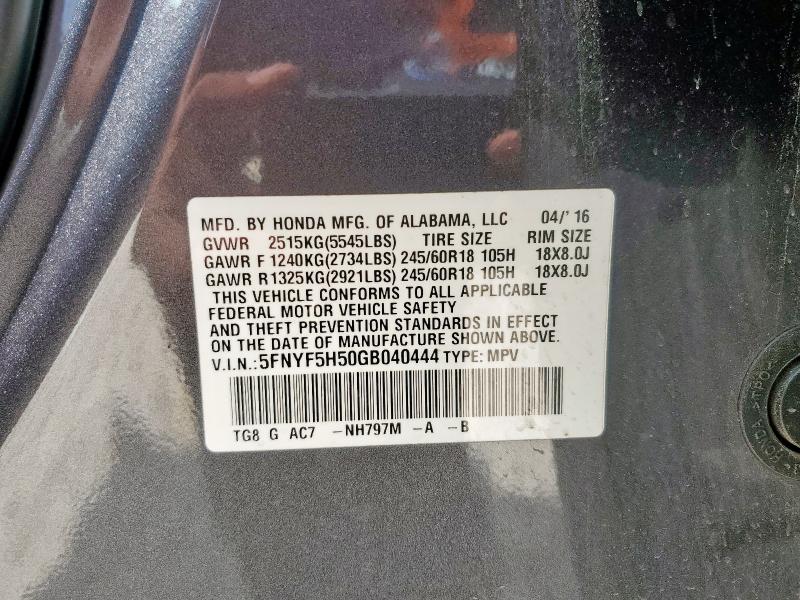 MFD. BY HONDA MFG. OF ALABAMA, LLC 04/' 16
GVWR 2515KG(5545LBS) TIRE SIZE RIM SIZE
GAWR F 1240KG(2734LBS) 245/60R18 105H 18X8.0J
GAWR R 1325KG(2921LBS) 245/60R18 105H 18X8.0J
THIS VEHICLE CONFORMS TO ALL APPLICABLE
FEDERAL MOTOR VEHICLE SAFETY
AND THEFT PREVENTION STANDARDS IN EFFECT
ON THE DATE OF MANUFACTURE SHOWN ABOVE.
V.I.N.: 5FNYF5H50GB040444 TYPE: MPV
TG8 G AC7 -NH797M -A -B
HONDA